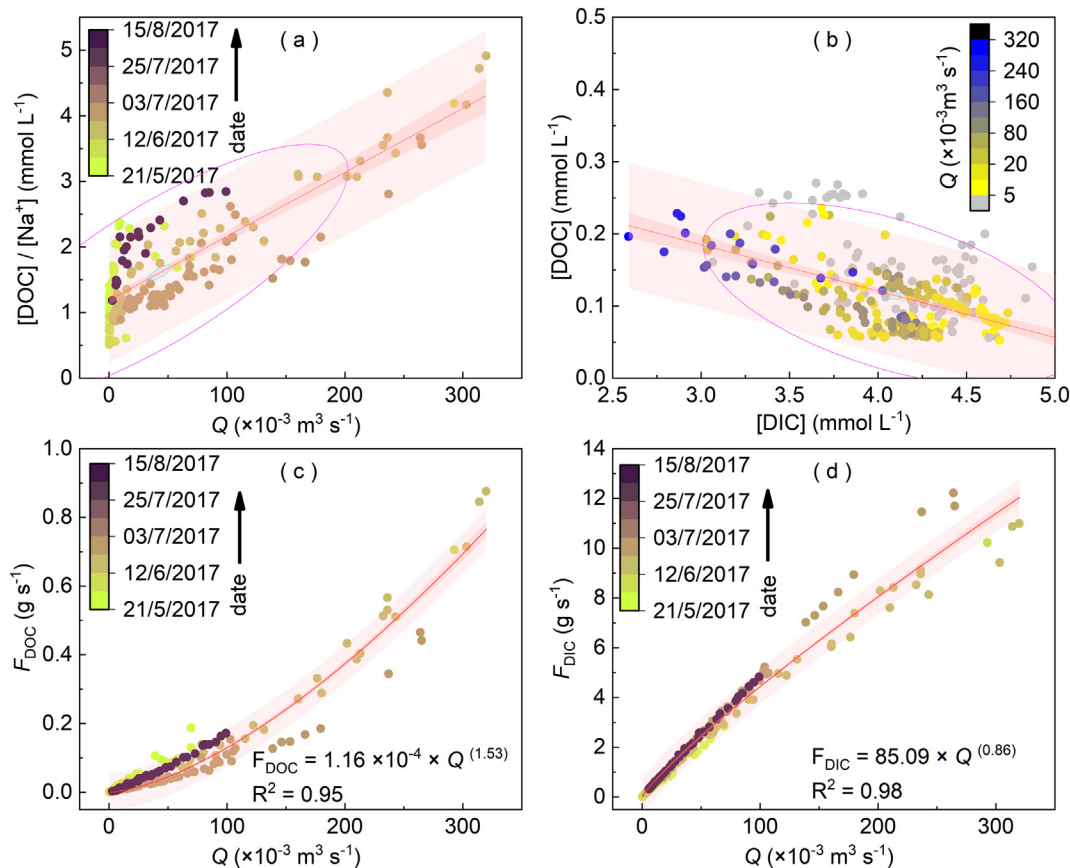 ( a )
15/8/2017
25/7/2017
03/7/2017
12/6/2017
21/5/2017
date
[DOC] / [Na⁺] (mmol L⁻¹)
5
4
3
2
1
0
0 100 200 300
Q (×10⁻³ m³ s⁻¹)
( b )
Q (×10⁻³m³ s⁻¹)
320
240
160
80
20
5
[DOC] (mmol L⁻¹)
0.5
0.4
0.3
0.2
0.1
0.0
2.5 3.0 3.5 4.0 4.5 5.0
[DIC] (mmol L⁻¹)
( c )
15/8/2017
25/7/2017
03/7/2017
12/6/2017
21/5/2017
date
F_DOC (g s⁻¹)
1.0
0.8
0.6
0.4
0.2
0.0
F_DOC = 1.16 ×10⁻⁴ × Q ⁽¹·⁵³⁾
R² = 0.95
0 100 200 300
Q (×10⁻³ m³ s⁻¹)
( d )
15/8/2017
25/7/2017
03/7/2017
12/6/2017
21/5/2017
date
F_DIC (g s⁻¹)
14
12
10
8
6
4
2
0
F_DIC = 85.09 × Q ⁽⁰·⁸⁶⁾
R² = 0.98
0 100 200 300
Q (×10⁻³ m³ s⁻¹)